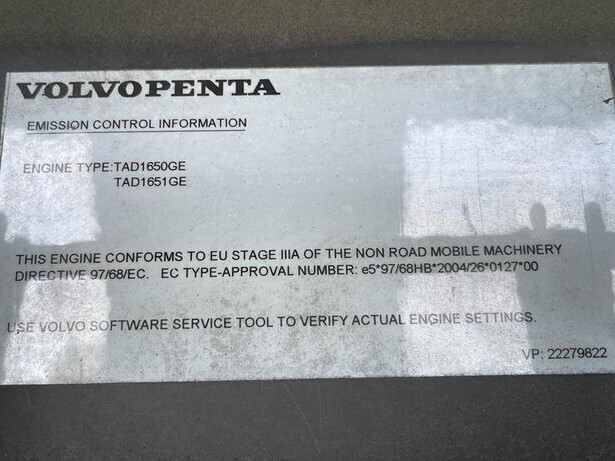 VOLVO PENTA
EMISSION CONTROL INFORMATION
ENGINE TYPE:TAD1650GE
TAD1651GE
THIS ENGINE CONFORMS TO EU STAGE IIIA OF THE NON ROAD MOBILE MACHINERY
DIRECTIVE 97/68/EC. EC TYPE-APPROVAL NUMBER: e5*97/68HB*2004/26*0127*00
USE VOLVO SOFTWARE SERVICE TOOL TO VERIFY ACTUAL ENGINE SETTINGS.
VP: 22279822